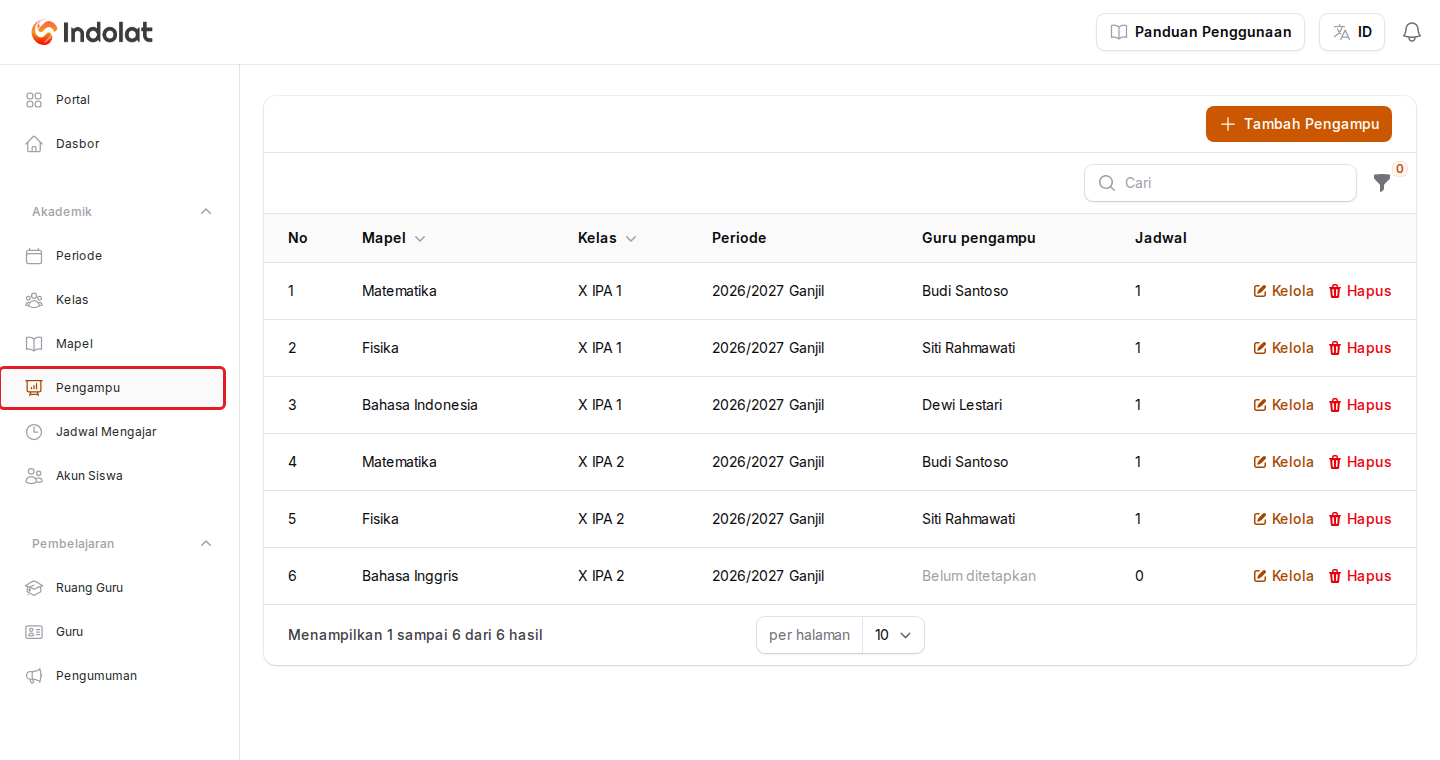 Indolat
Panduan Penggunaan
ID
Portal
Dasbor
Akademik
Periode
Kelas
Mapel
Pengampu
Jadwal Mengajar
Akun Siswa
Pembelajaran
Ruang Guru
Guru
Pengumuman
Tambah Pengampu
Cari
0
No Mapel Kelas Periode Guru pengampu Jadwal
1 Matematika X IPA 1 2026/2027 Ganjil Budi Santoso 1 Kelola Hapus
2 Fisika X IPA 1 2026/2027 Ganjil Siti Rahmawati 1 Kelola Hapus
3 Bahasa Indonesia X IPA 1 2026/2027 Ganjil Dewi Lestari 1 Kelola Hapus
4 Matematika X IPA 2 2026/2027 Ganjil Budi Santoso 1 Kelola Hapus
5 Fisika X IPA 2 2026/2027 Ganjil Siti Rahmawati 1 Kelola Hapus
6 Bahasa Inggris X IPA 2 2026/2027 Ganjil Belum ditetapkan 0 Kelola Hapus
Menampilkan 1 sampai 6 dari 6 hasil
per halaman 10